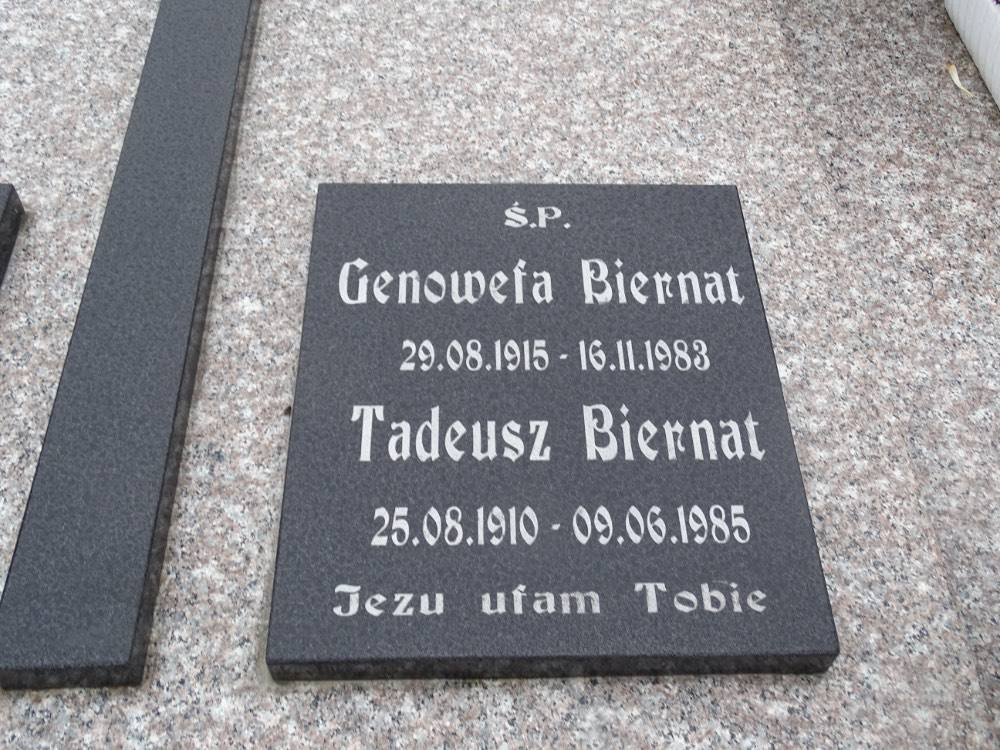 Ś.P.
Genowefa Biernat
29.08.1915 - 16.11.1983
Tadeusz Biernat
25.08.1910 - 09.06.1985
Jezu ufam Tobie